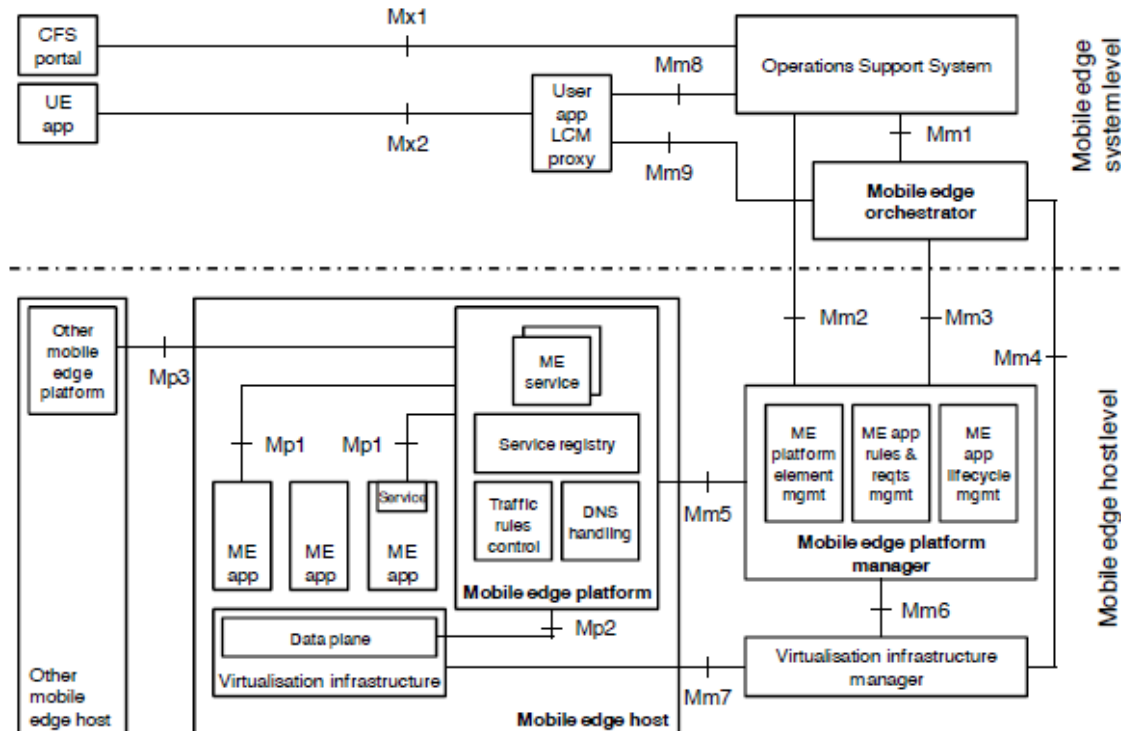 Mx1
CFS
portal
Operations Support System
Mm8
UE
app
User
app
LCM
proxy
Mx2
Mm1
Mm9
Mobile edge
orchestrator
Mobile edge
system level
Other
mobile
edge
platform
Mp3
ME
service
Mm2
Mm3
Mm4
Mp1
Mp1
Service registry
ME
platform
element
mgmt
ME app
rules &
reqts
mgmt
ME
app
lifecycle
mgmt
Mm5
Service
ME
app
ME
app
ME
app
Traffic
rules
control
DNS
handling
Mobile edge platform
manager
Mobile edge platform
Mp2
Mm6
Data plane
Virtualisation infrastructure
Virtualisation infrastructure
manager
Mm7
Other
mobile
edge host
Mobile edge host
Mobile edge host level